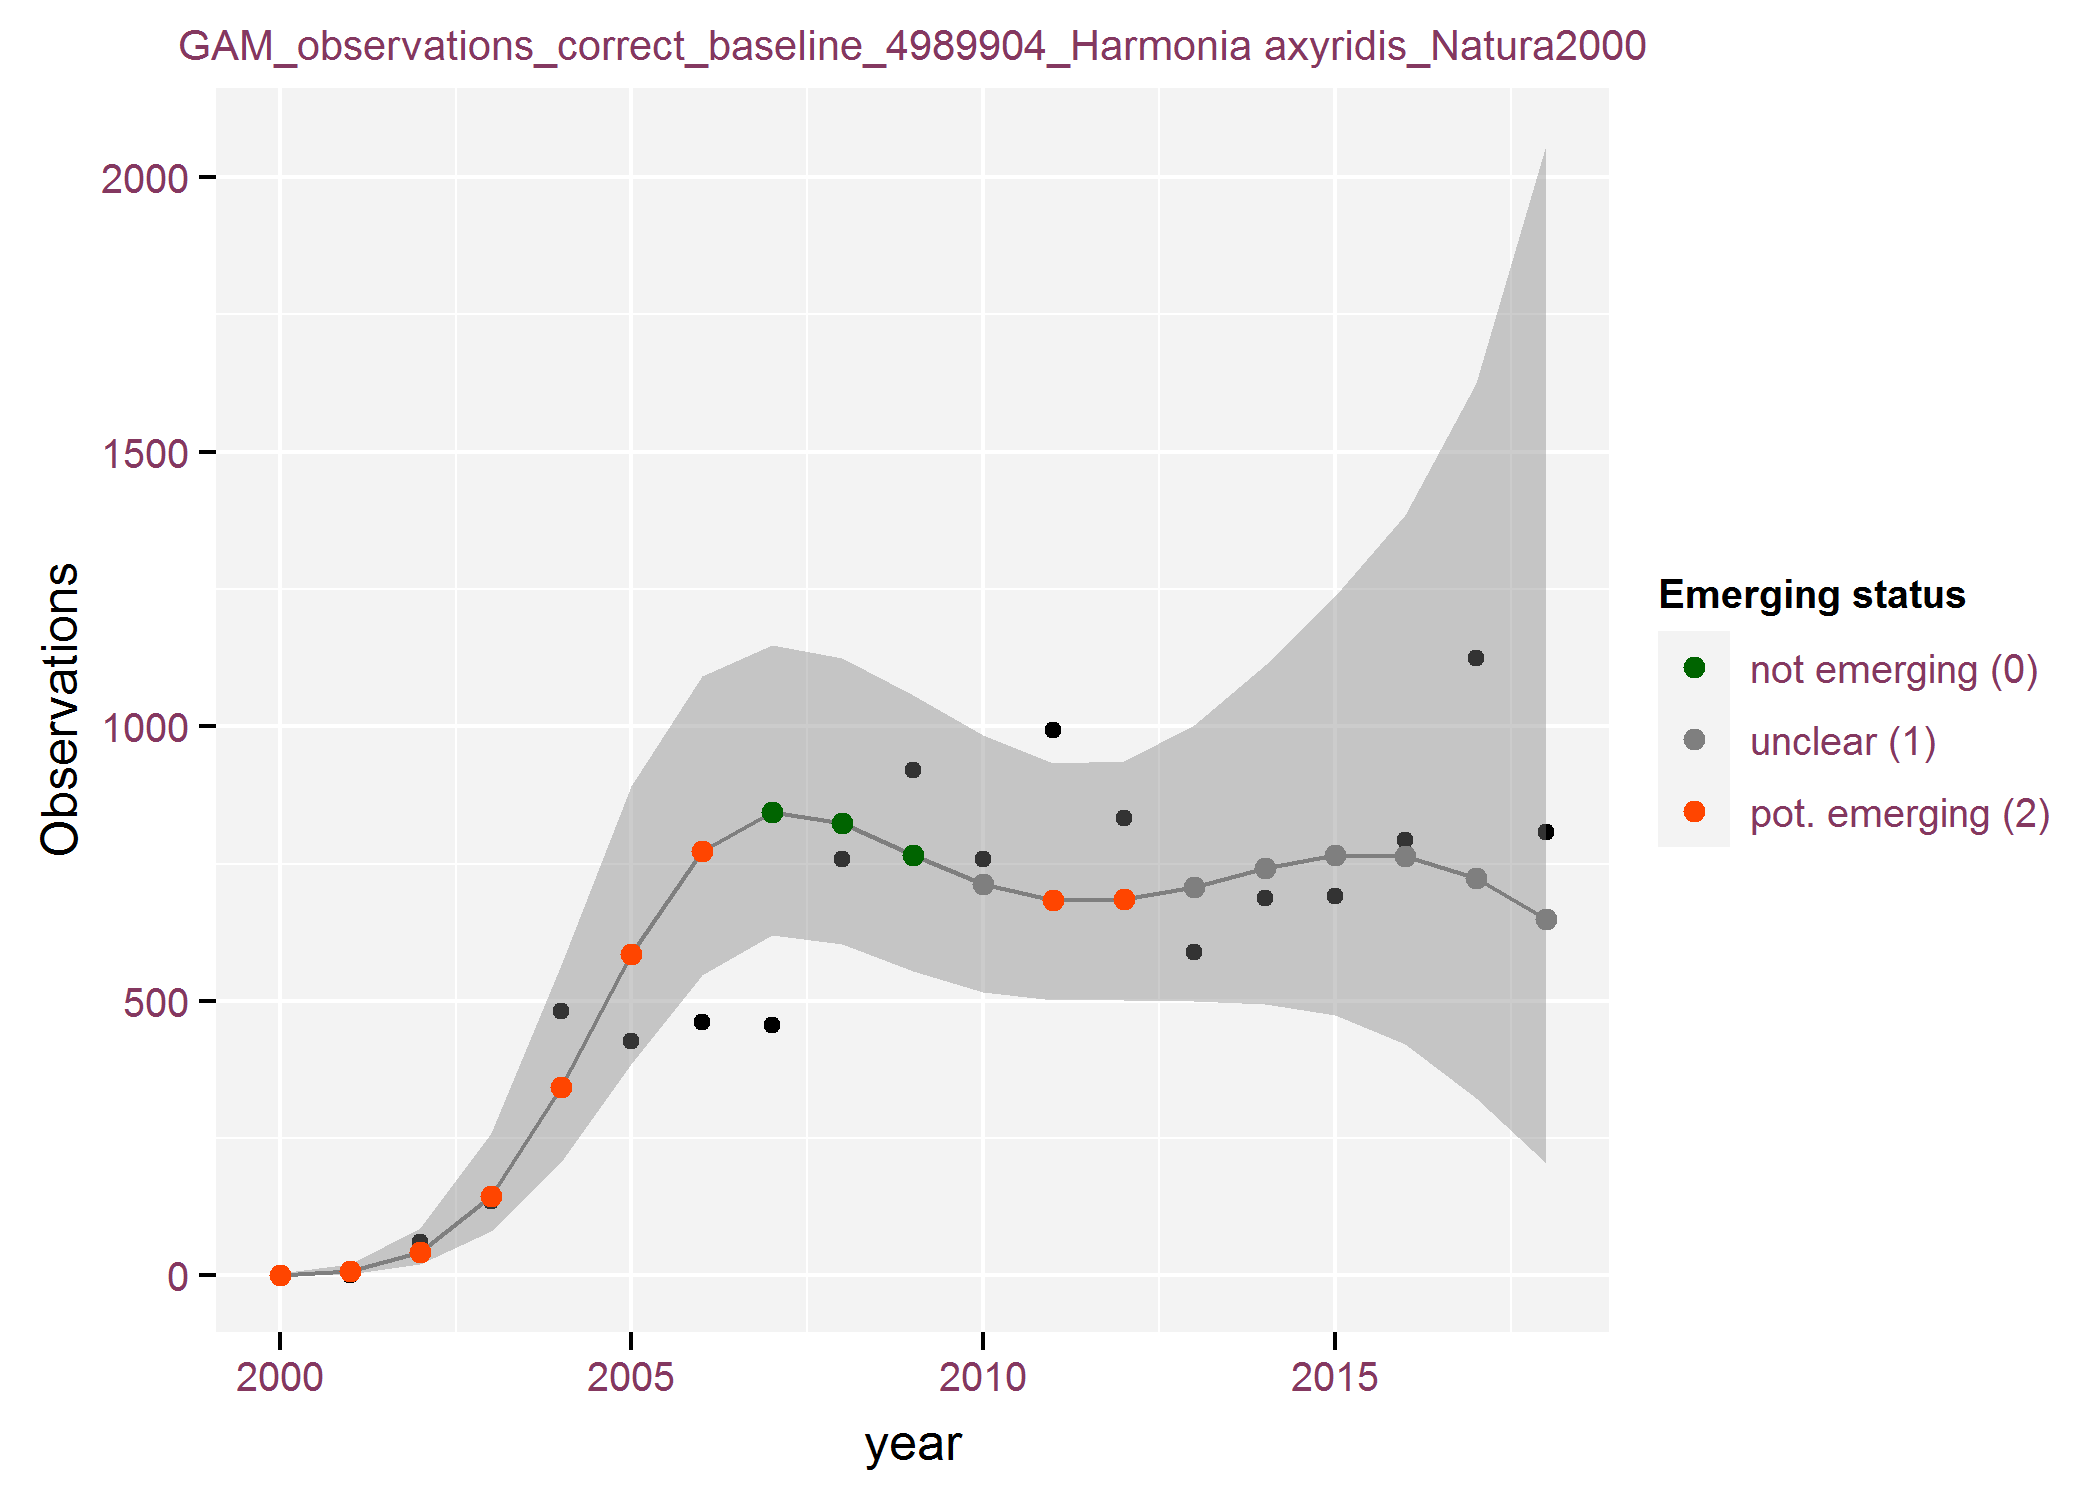 GAM_observations_correct_baseline_4989904_Harmonia axyridis_Natura2000
2000
1500
1000
500
0
Observations
2000 2005 2010 2015
year
Emerging status
not emerging (0)
unclear (1)
pot. emerging (2)